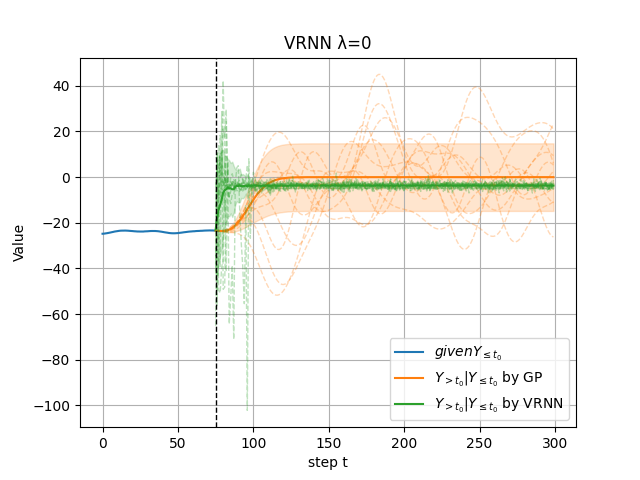 VRNN λ=0
Value
40
20
0
−20
−40
−60
−80
−100
0
50
100
150
200
250
300
step t
givenY≤t₀
Y>t₀|Y≤t₀ by GP
Y>t₀|Y≤t₀ by VRNN